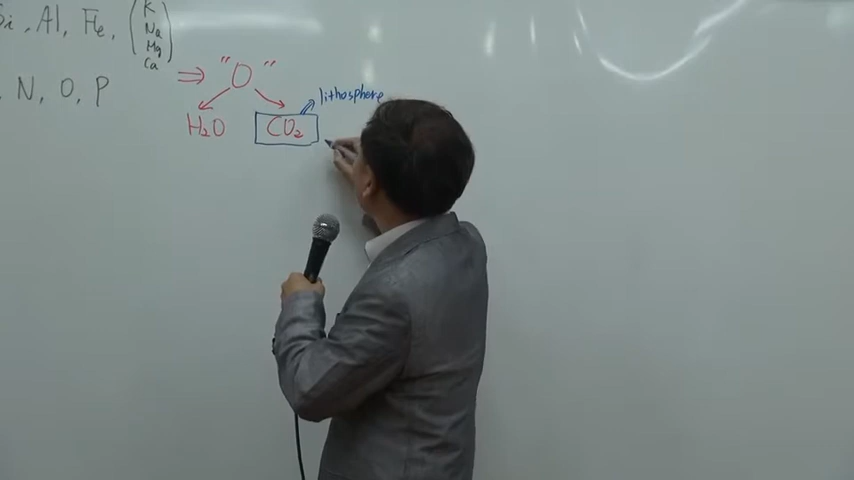 Si, Al, Fe, (K
Na
Mg
Ca)
, N, O, P
⇒ "O"
lithosphere
H₂O
CO₂